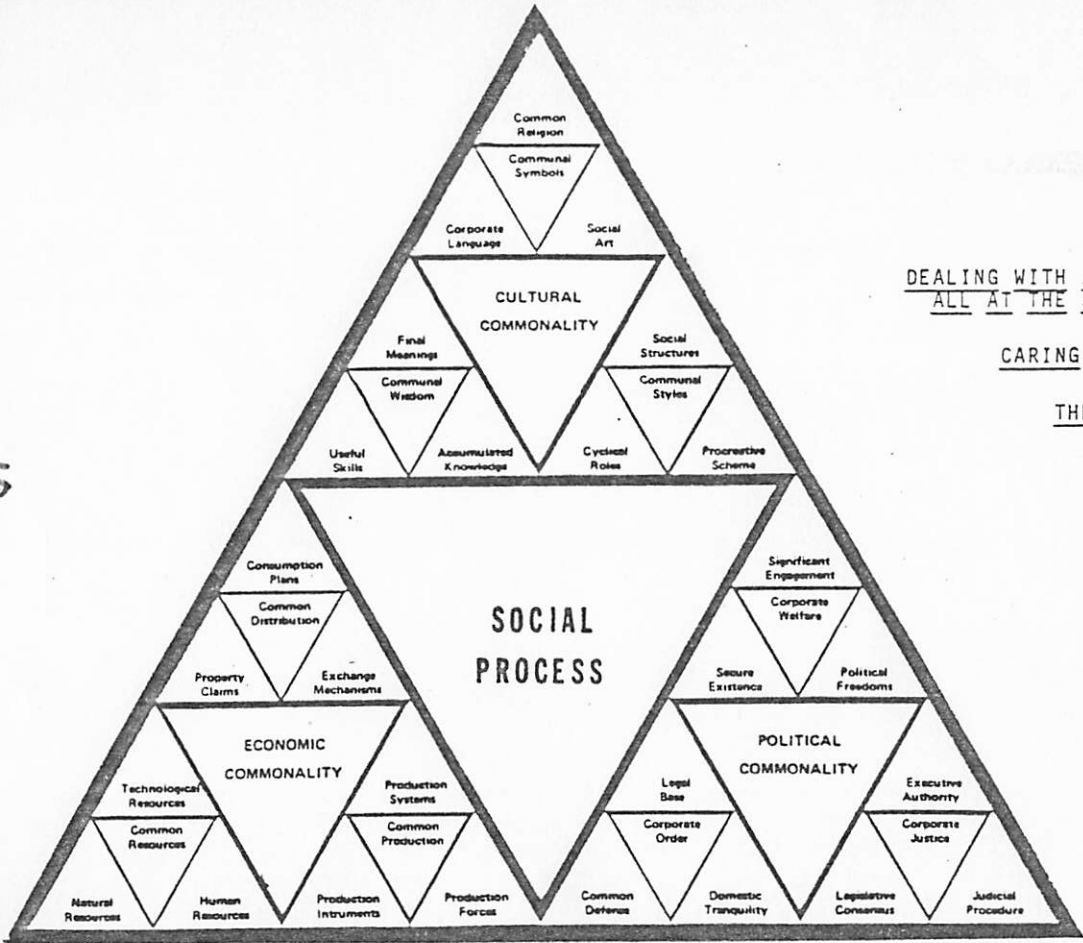 Common
Religion
Communal
Symbols
Corporate
Language
Social
Art
DEALING WITH
ALL AT THE
CARING
CULTURAL
COMMONALITY
Final
Meanings
Communal
Wisdom
Useful
Skills
Accumulated
Knowledge
Social
Structures
Communal
Styles
Cyclical
Roles
Procreative
Scheme
Consumption
Plans
Common
Distribution
Property
Claims
Exchange
Mechanisms
SOCIAL
PROCESS
Significant
Engagement
Corporate
Welfare
Secure
Existence
Political
Freedoms
ECONOMIC
COMMONALITY
Technological
Resources
Common
Resources
Natural
Resources
Human
Resources
Production
Systems
Common
Production
Production
Intruments
Production
Forces
POLITICAL
COMMONALITY
Legal
Base
Corporate
Order
Common
Defense
Domestic
Tranquility
Executive
Authority
Corporate
Justice
Legislative
Consensus
Judicial
Procedure